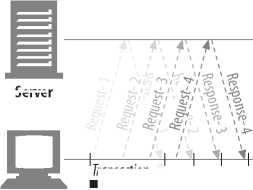 Server
Request- 1
Request- 2
Request- 3
Request- 4
Response- 3
Response- 4